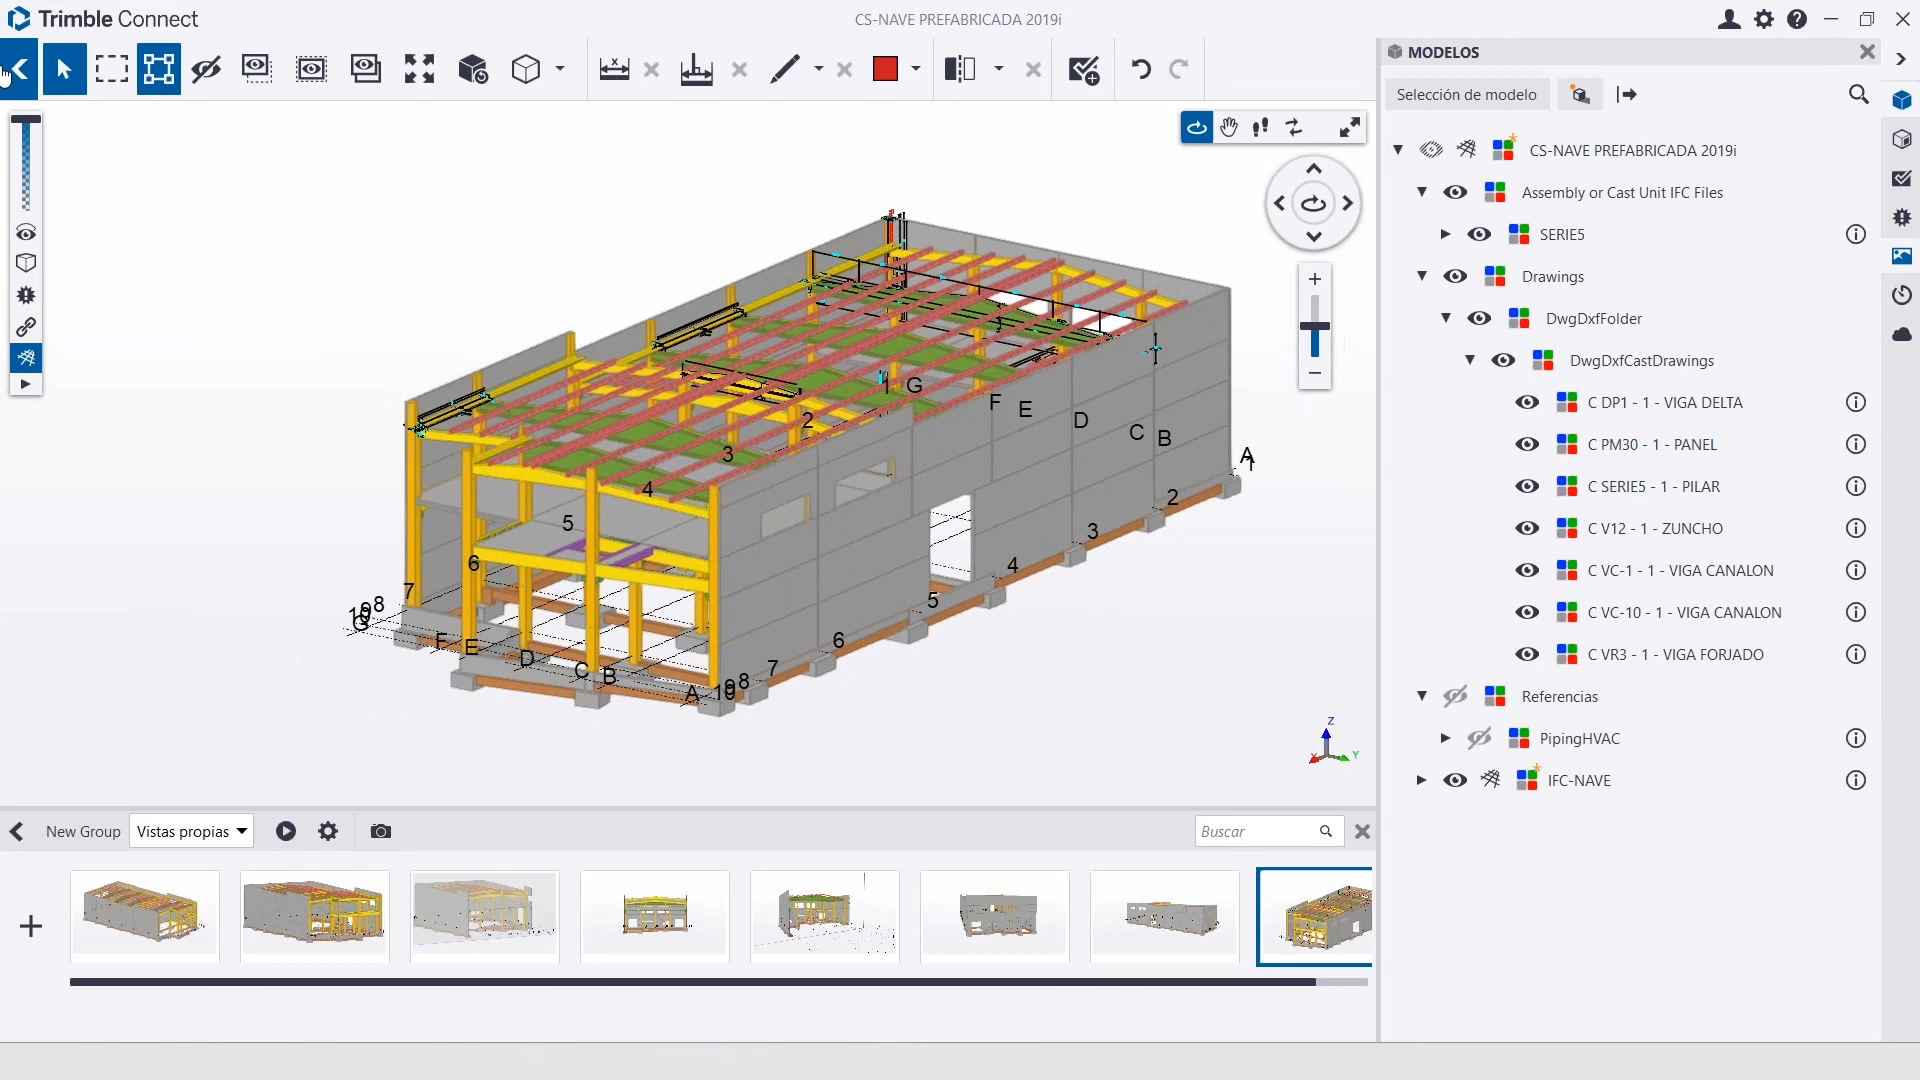 Trimble Connect
CS-NAVE PREFABRICADA 2019i
MODELOS
Selección de modelo
CS-NAVE PREFABRICADA 2019i
Assembly or Cast Unit IFC Files
SERIE5
Drawings
DwgDxfFolder
DwgDxfCastDrawings
C DP1 - 1 - VIGA DELTA
C PM30 - 1 - PANEL
C SERIE5 - 1 - PILAR
C V12 - 1 - ZUNCHO
C VC-1 - 1 - VIGA CANALON
C VC-10 - 1 - VIGA CANALON
C VR3 - 1 - VIGA FORJADO
Referencias
PipingHVAC
IFC-NAVE
1 G
F E
2
D
C B
3
A
1
4
2
5
3
6
4
7
5
8
G
6
F E
D
7
C B
8
A
Z
X Y
New Group
Vistas propias
Buscar